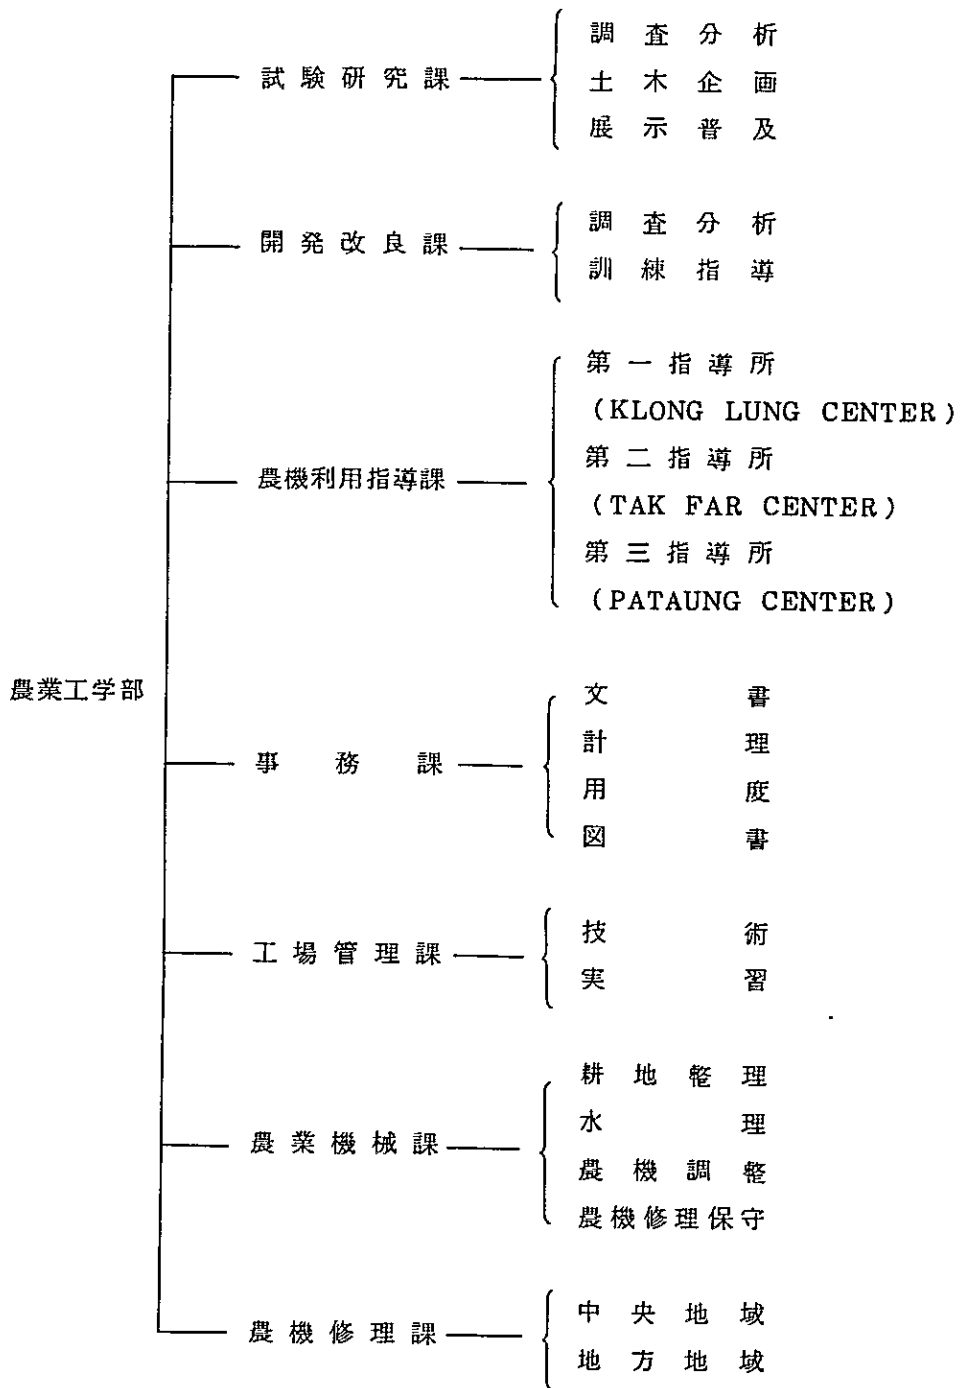 試験研究課
調査分析
土木企画
展示普及
開発改良課
調査分析
訓練指導
農機利用指導課
第一指導所
(KLONG LUNG CENTER)
第二指導所
(TAK FAR CENTER)
第三指導所
(PATAUNG CENTER)
農業工学部
事務課
文書
計理
用度
図書
工場管理課
技術
実習
農業機械課
耕地整理
水理
農機調整
農機修理保守
農機修理課
中央地域
地方地域